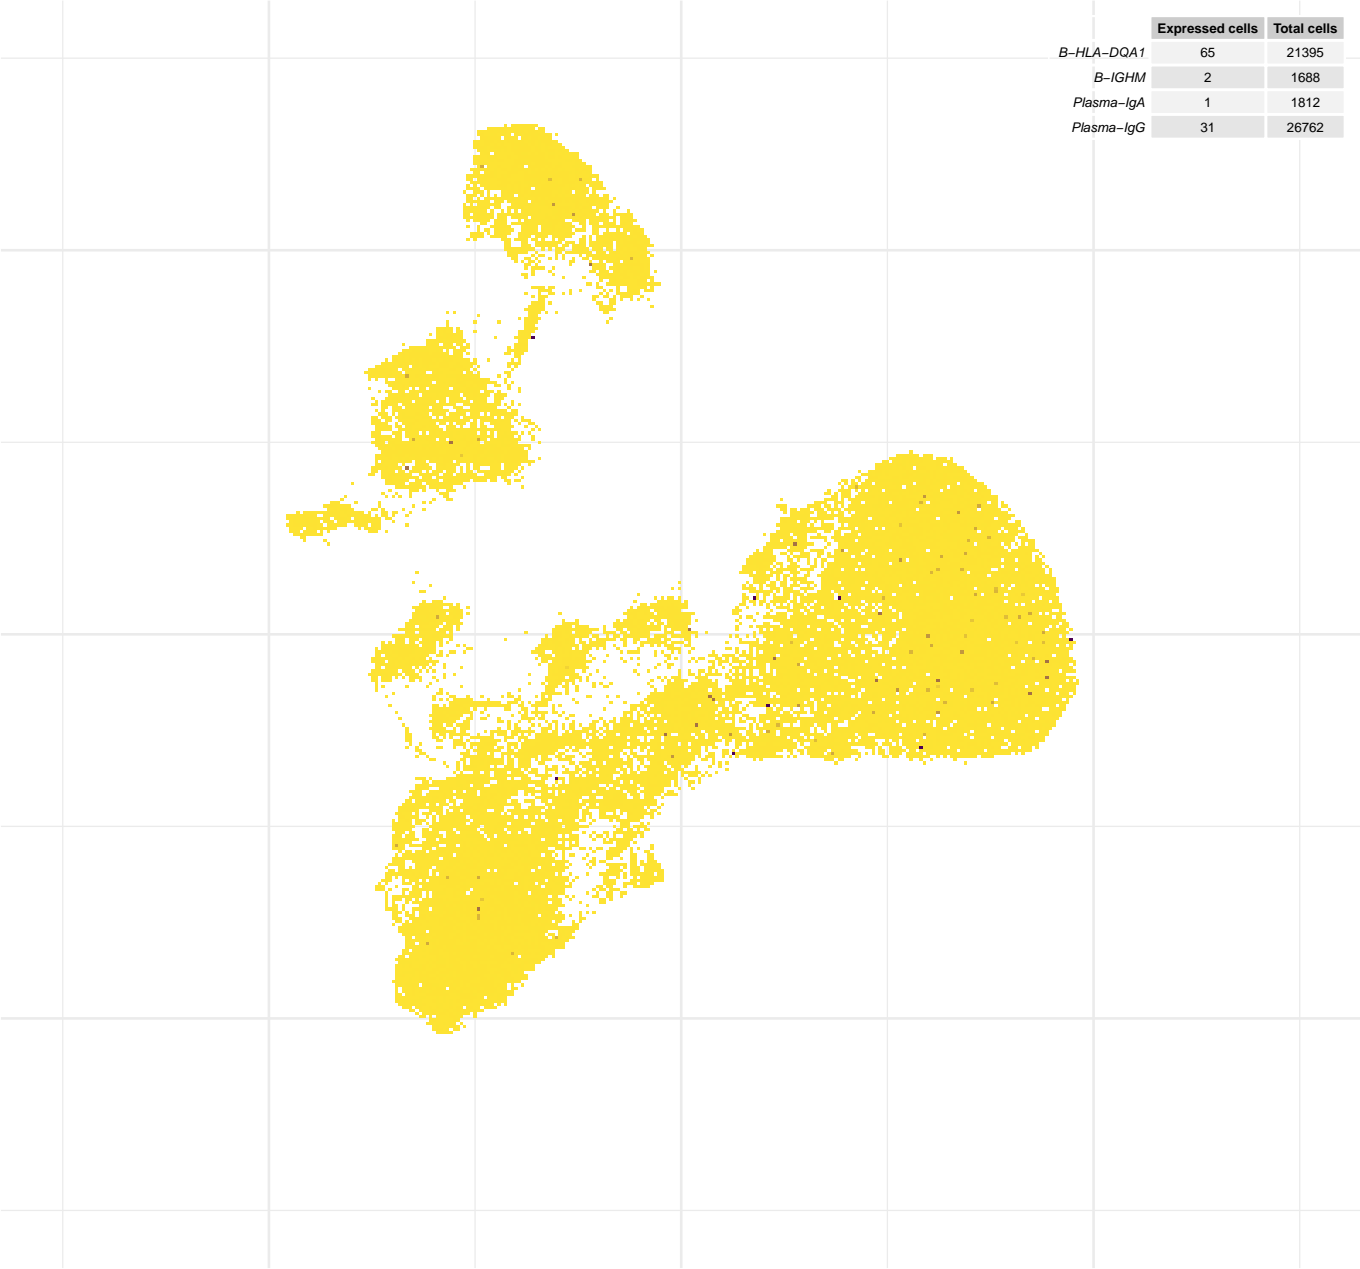 Expressed cells Total cells
B−HLA−DQA1 65 21395
B−IGHM 2 1688
Plasma−IgA 1 1812
Plasma−IgG 31 26762